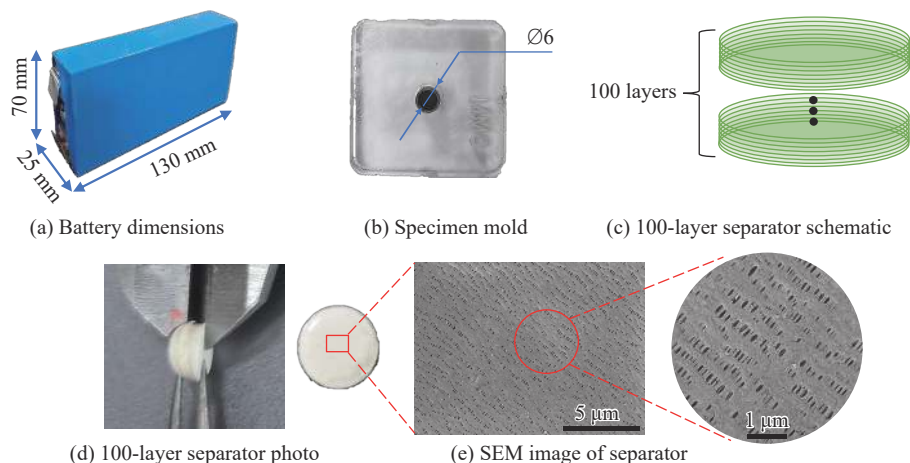 70 mm
25 mm
130 mm
(a) Battery dimensions
Ø6
(b) Specimen mold
100 layers
(c) 100-layer separator schematic
(d) 100-layer separator photo
5 μm
1 μm
(e) SEM image of separator